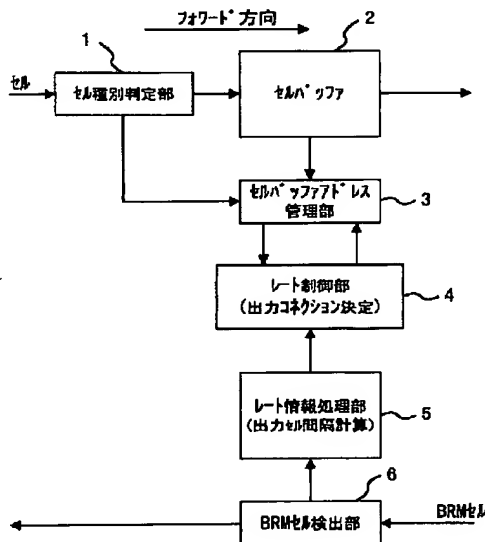 フォワード方向
1
2
セル
セル種別判定部
セルバッファ
セルバッファアドレス
管理部
3
レート制御部
(出力コネクション決定)
4
レート情報処理部
(出力セル間隔計算)
5
6
BRMセル検出部
BRMセル